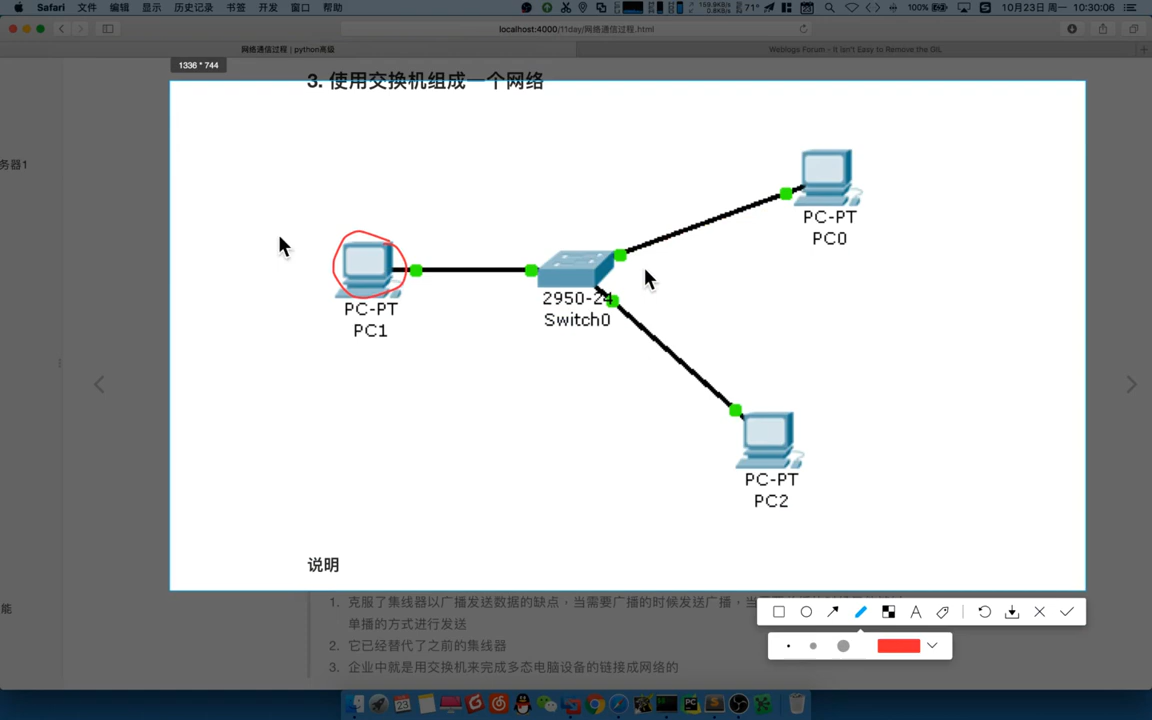 Safari 文件 编辑 显示 历史记录 书签 开发 窗口 帮助
71° 100% 10月23日 周一 10:30:06
localhost:4000/11day/网络通信过程.html
网络通信过程 | python高级
Weblogs Forum - It isn't Easy to Remove the GIL
1336 * 744
3. 使用交换机组成一个网络
务器1
PC-PT
PC0
PC-PT
PC1
2950-24
Switch0
PC-PT
PC2
说明
能
1. 克服了集线器以广播发送数据的缺点，当需要广播的时候发送广播，当
单播的方式进行发送
2. 它已经替代了之前的集线器
3. 企业中就是用交换机来完成多态电脑设备的链接成网络的